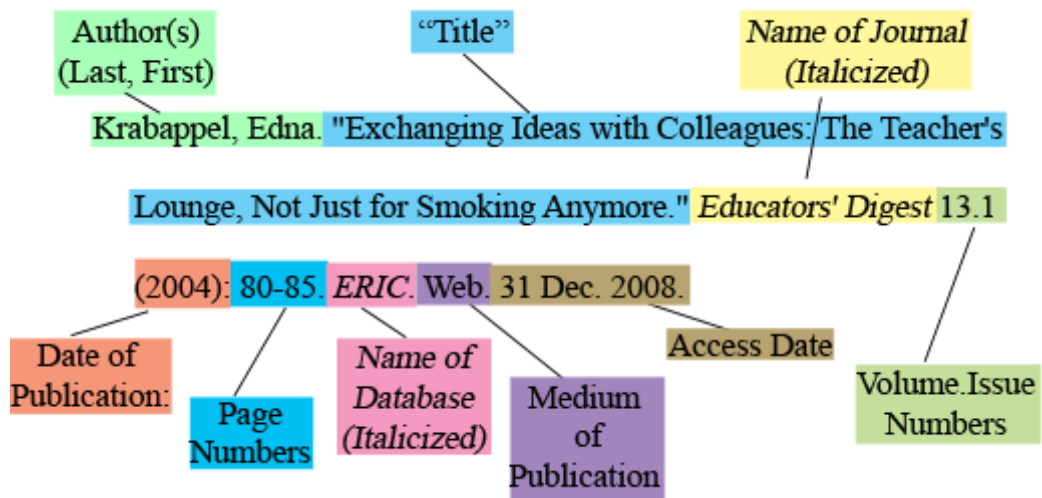 Author(s)
(Last, First)
“Title”
Name of Journal
(Italicized)
Krabappel, Edna. "Exchanging Ideas with Colleagues: The Teacher's
Lounge, Not Just for Smoking Anymore." Educators' Digest 13.1
(2004): 80-85. ERIC. Web. 31 Dec. 2008.
Date of
Publication:
Page
Numbers
Name of
Database
(Italicized)
Medium
of
Publication
Access Date
Volume.Issue
Numbers